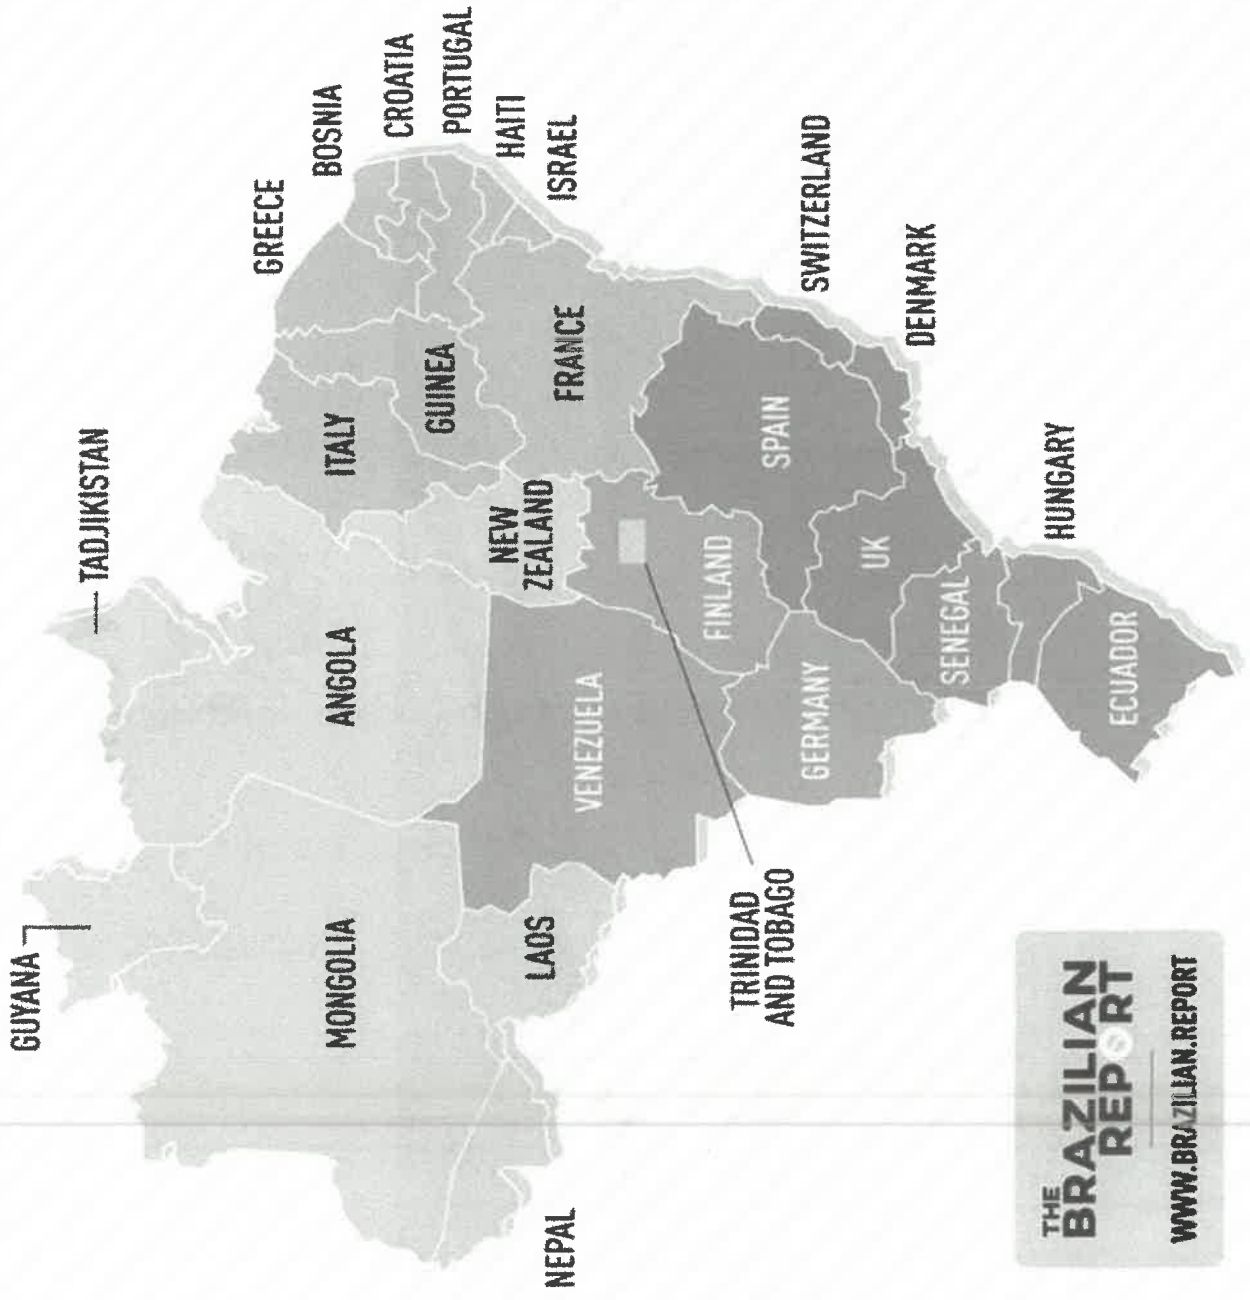 GUYANA
TADJIKISTAN
GREECE
BOSNIA
MONGOLIA
ANGOLA
ITALY
CROATIA
GUINEA
PORTUGAL
NEW
ZEALAND
HAITI
LAOS
ISRAEL
NEPAL
FRANCE
VENEZUELA
FINLAND
TRINIDAD
AND TOBAGO
SPAIN
GERMANY
SWITZERLAND
UK
DENMARK
SENEGAL
HUNGARY
ECUADOR
THE
BRAZILIAN
REPORT
WWW.BRAZILIAN.REPORT